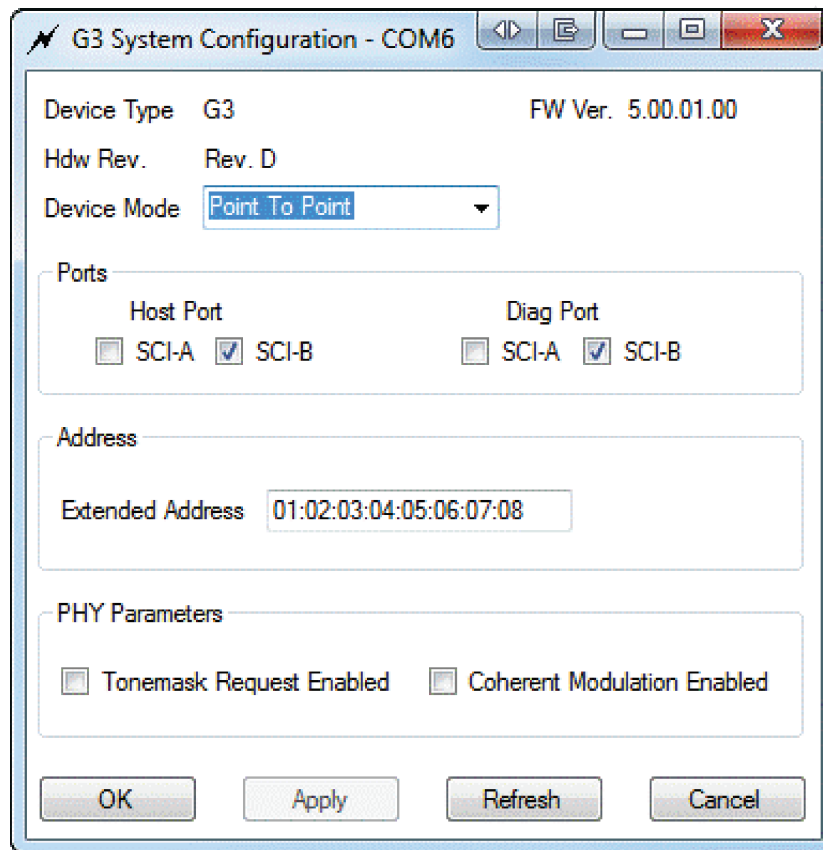 G3 System Configuration - COM6
Device Type G3 FW Ver. 5.00.01.00
Hdw Rev. Rev. D
Device Mode Point To Point
Ports
Host Port Diag Port
SCI-A SCI-B SCI-A SCI-B
Address
Extended Address 01:02:03:04:05:06:07:08
PHY Parameters
Tonemask Request Enabled Coherent Modulation Enabled
OK Apply Refresh Cancel